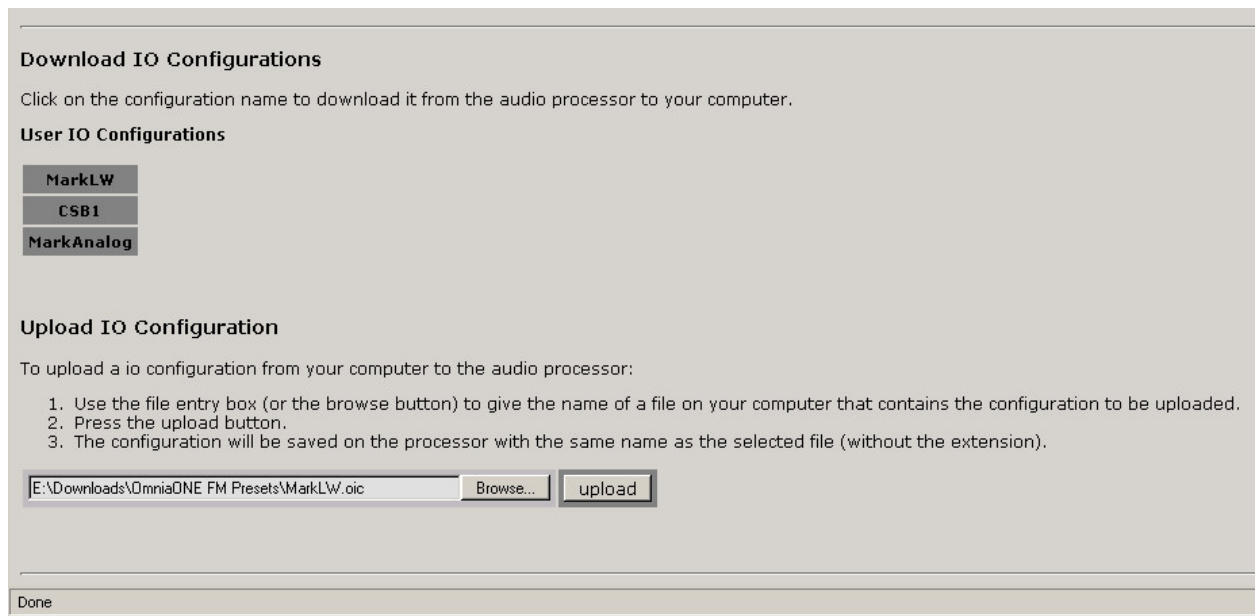 Download IO Configurations
Click on the configuration name to download it from the audio processor to your computer.
User IO Configurations
MarkLW
CSB1
MarkAnalog
Upload IO Configuration
To upload a io configuration from your computer to the audio processor:
1. Use the file entry box (or the browse button) to give the name of a file on your computer that contains the configuration to be uploaded.
2. Press the upload button.
3. The configuration will be saved on the processor with the same name as the selected file (without the extension).
E:\Downloads\OmniaONE FM Presets\MarkLW.oic Browse... upload
Done